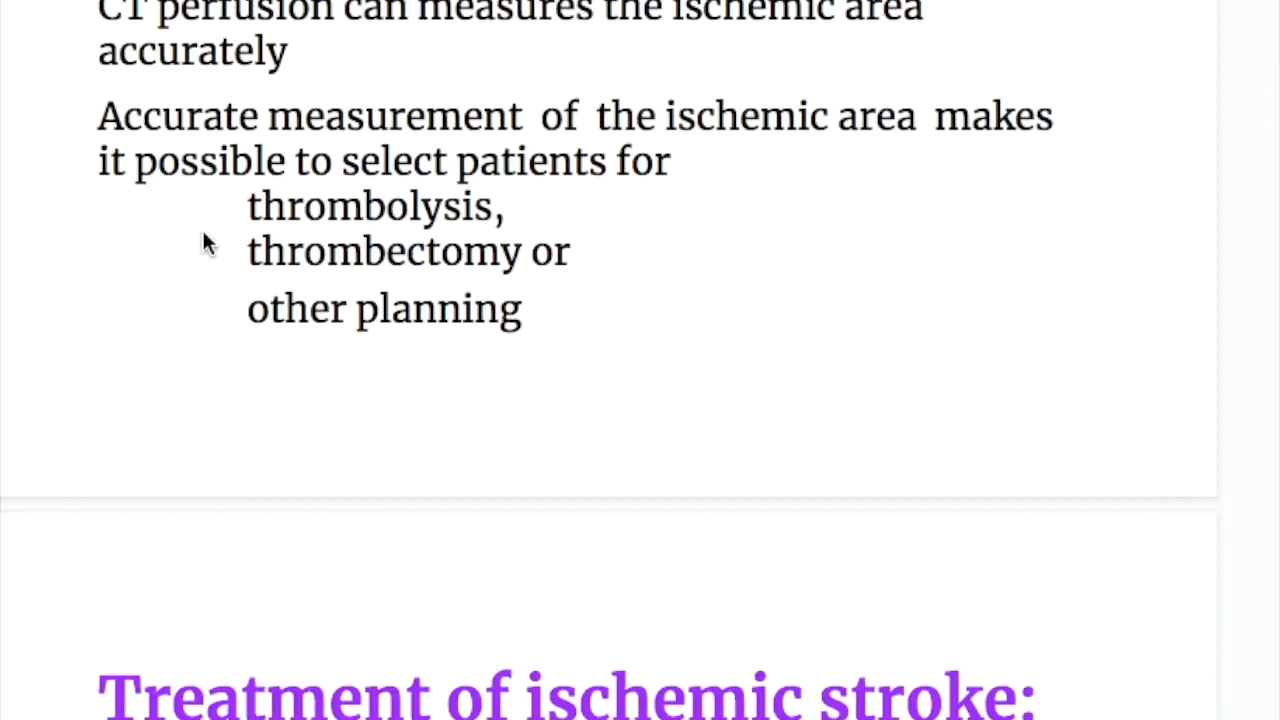 CT perfusion can measures the ischemic area
accurately
Accurate measurement of the ischemic area makes
it possible to select patients for
thrombolysis,
thrombectomy or
other planning
Treatment of ischemic stroke: